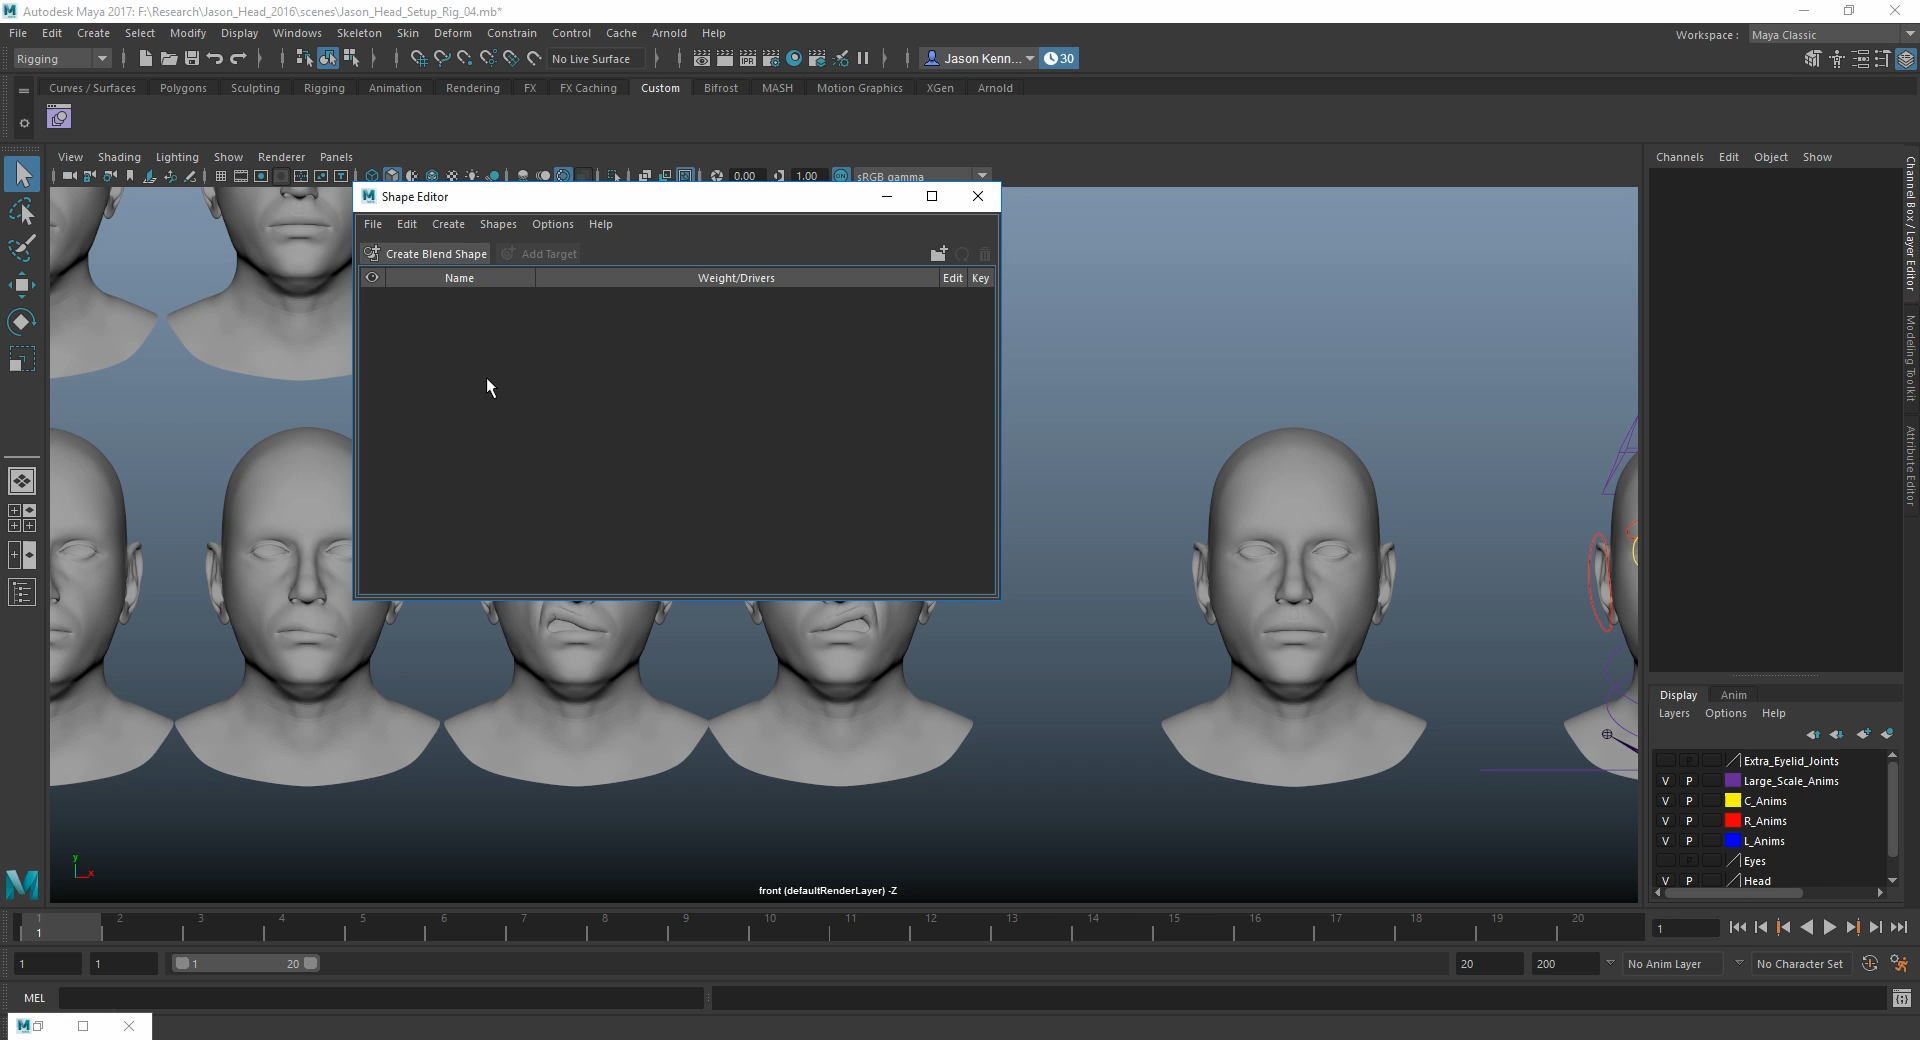 Autodesk Maya 2017: F:\Research\Jason_Head_2016\scenes\Jason_Head_Setup_Rig_04.mb*
File Edit Create Select Modify Display Windows Skeleton Skin Deform Constrain Control Cache Arnold Help
Workspace : Maya Classic
Rigging
No Live Surface
IPR
Jason Kenn...
30
Curves / Surfaces Polygons Sculpting Rigging Animation Rendering FX FX Caching Custom Bifrost MASH Motion Graphics XGen Arnold
View Shading Lighting Show Renderer Panels
0.00 1.00 ON sRGB gamma
Shape Editor
File Edit Create Shapes Options Help
Create Blend Shape Add Target
Name Weight/Drivers Edit Key
Channels Edit Object Show
Channel Box / Layer Editor
Modeling Toolkit
Attribute Editor
Display Anim
Layers Options Help
P Extra_Eyelid_Joints
V P Large_Scale_Anims
V P C_Anims
V P R_Anims
V P L_Anims
P Eyes
V P Head
y
x
front (defaultRenderLayer) -Z
1 2 3 4 5 6 7 8 9 10 11 12 13 14 15 16 17 18 19 20
1
1
1 1 1 20 20 200 No Anim Layer No Character Set
MEL